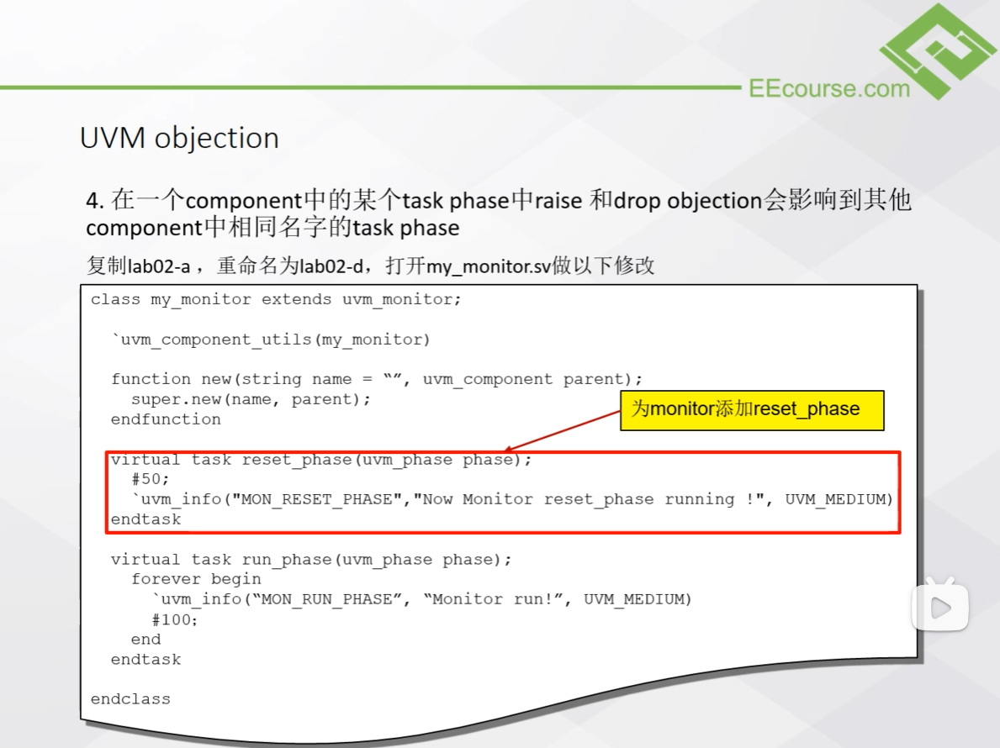 EEcourse.com
UVM objection
4. 在一个component中的某个task phase中raise 和drop objection会影响到其他
component中相同名字的task phase
复制lab02-a ，重命名为lab02-d，打开my_monitor.sv做以下修改
class my_monitor extends uvm_monitor;
`uvm_component_utils(my_monitor)
function new(string name = “”, uvm_component parent);
super.new(name, parent);
endfunction
为monitor添加reset_phase
virtual task reset_phase(uvm_phase phase);
#50;
`uvm_info("MON_RESET_PHASE","Now Monitor reset_phase running !", UVM_MEDIUM)
endtask
virtual task run_phase(uvm_phase phase);
forever begin
`uvm_info(“MON_RUN_PHASE”, “Monitor run!”, UVM_MEDIUM)
#100;
end
endtask
endclass